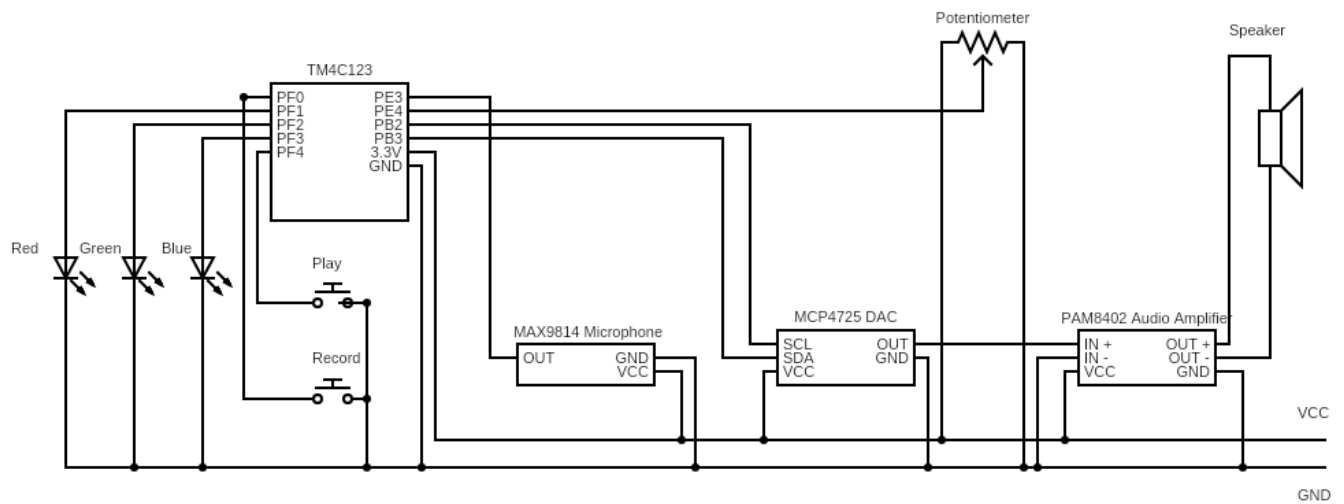 Potentiometer
Speaker
TM4C123
PF0 PE3
PF1 PE4
PF2 PB2
PF3 PB3
PF4 3.3V
GND
Red Green Blue
Play
Record
MAX9814 Microphone
OUT GND
VCC
MCP4725 DAC
SCL OUT
SDA GND
VCC
PAM8402 Audio Amplifier
IN + OUT +
IN - OUT -
VCC GND
VCC
GND